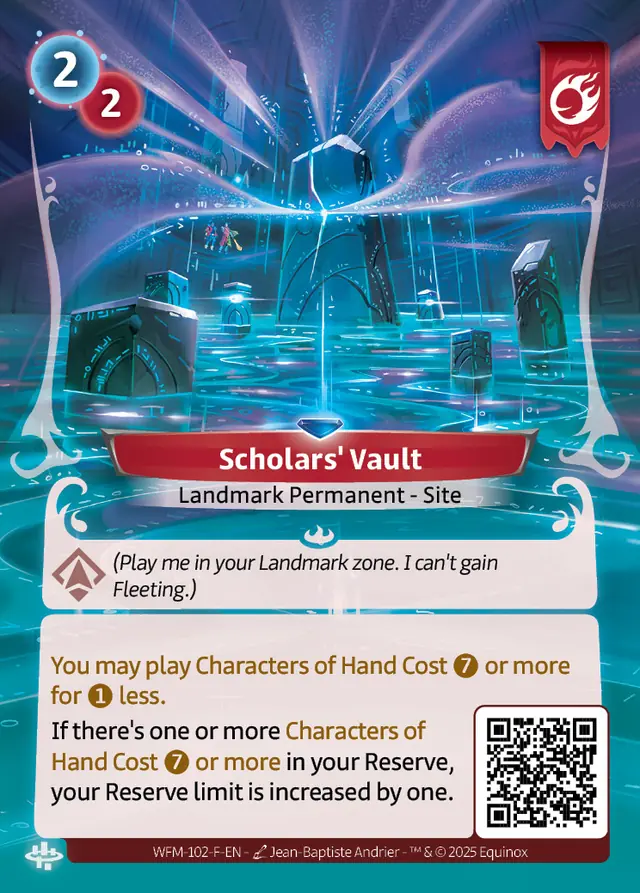 2
2
Scholars' Vault
Landmark Permanent - Site
(Play me in your Landmark zone. I can't gain
Fleeting.)
You may play Characters of Hand Cost 7 or more
for 1 less.
If there's one or more Characters of
Hand Cost 7 or more in your Reserve,
your Reserve limit is increased by one.
WFM-102-F-EN - Jean-Baptiste Andrier - ™ & © 2025 Equinox